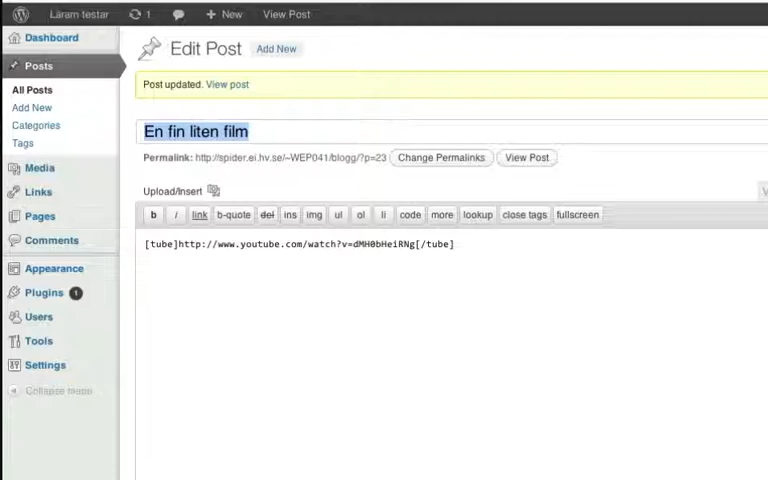 Läram testar 1 + New View Post
Dashboard
Posts
All Posts
Add New
Categories
Tags
Media
Links
Pages
Comments
Appearance
Plugins 1
Users
Tools
Settings
Collapse menu
Edit Post Add New
Post updated. View post
En fin liten film
Permalink: http://spider.ei.hv.se/~WEP041/blogg/?p=23 Change Permalinks View Post
Upload/Insert
b i link b-quote del ins img ul ol li code more lookup close tags fullscreen
[tube]http://www.youtube.com/watch?v=dMH0bHeiRNg[/tube]